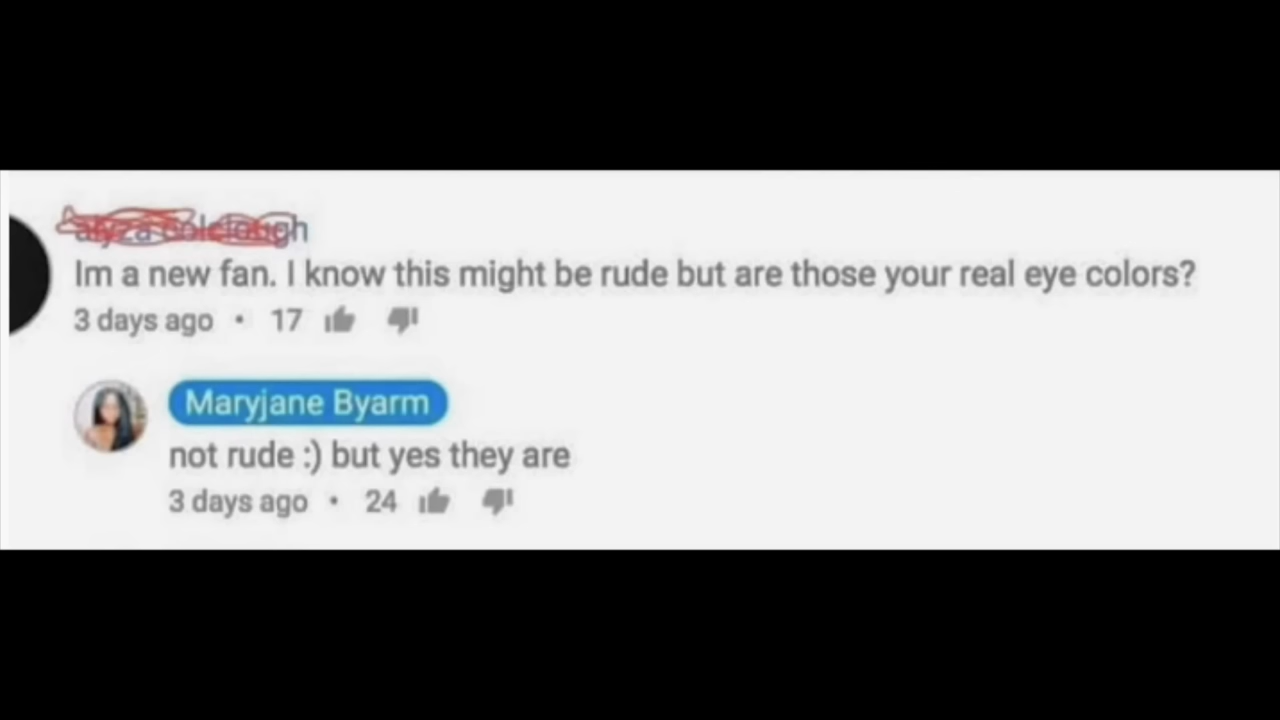 Im a new fan. I know this might be rude but are those your real eye colors?
3 days ago • 17
Maryjane Byarm
not rude :) but yes they are
3 days ago • 24